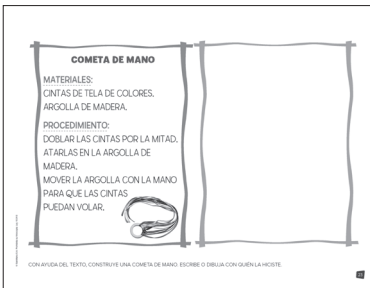 COMETA DE MANO
MATERIALES:
CINTAS DE TELA DE COLORES.
ARGOLLA DE MADERA.
PROCEDIMIENTO:
DOBLAR LAS CINTAS POR LA MITAD.
ATARLAS EN LA ARGOLLA DE
MADERA.
MOVER LA ARGOLLA CON LA MANO
PARA QUE LAS CINTAS
PUEDAN VOLAR.
CON AYUDA DEL TEXTO, CONSTRUYE UNA COMETA DE MANO. ESCRIBE O DIBUJA CON QUIÉN LA HICISTE.